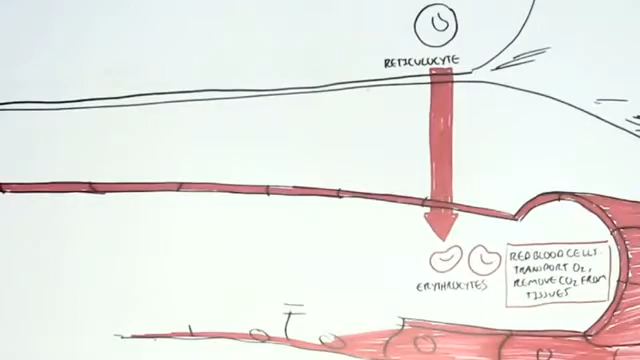 RETICULOCYTE
ERYTHROCYTES
RED BLOOD CELLS.
TRANSPORT O2,
REMOVE CO2 FROM
TISSUES